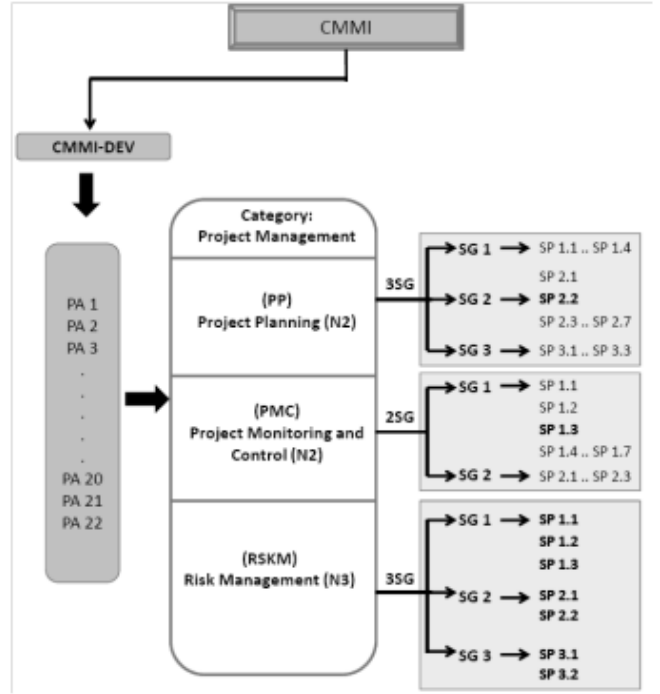 CMMI
CMMI-DEV
PA 1
PA 2
PA 3
.
.
.
.
.
PA 20
PA 21
PA 22
Category:
Project Management
(PP)
Project Planning (N2)
3SG
SG 1
SP 1.1 .. SP 1.4
SP 2.1
SG 2
SP 2.2
SP 2.3 .. SP 2.7
SG 3
SP 3.1 .. SP 3.3
(PMC)
Project Monitoring and
Control (N2)
2SG
SG 1
SP 1.1
SP 1.2
SP 1.3
SP 1.4 .. SP 1.7
SG 2
SP 2.1 .. SP 2.3
(RSKM)
Risk Management (N3)
3SG
SG 1
SP 1.1
SP 1.2
SP 1.3
SG 2
SP 2.1
SP 2.2
SG 3
SP 3.1
SP 3.2